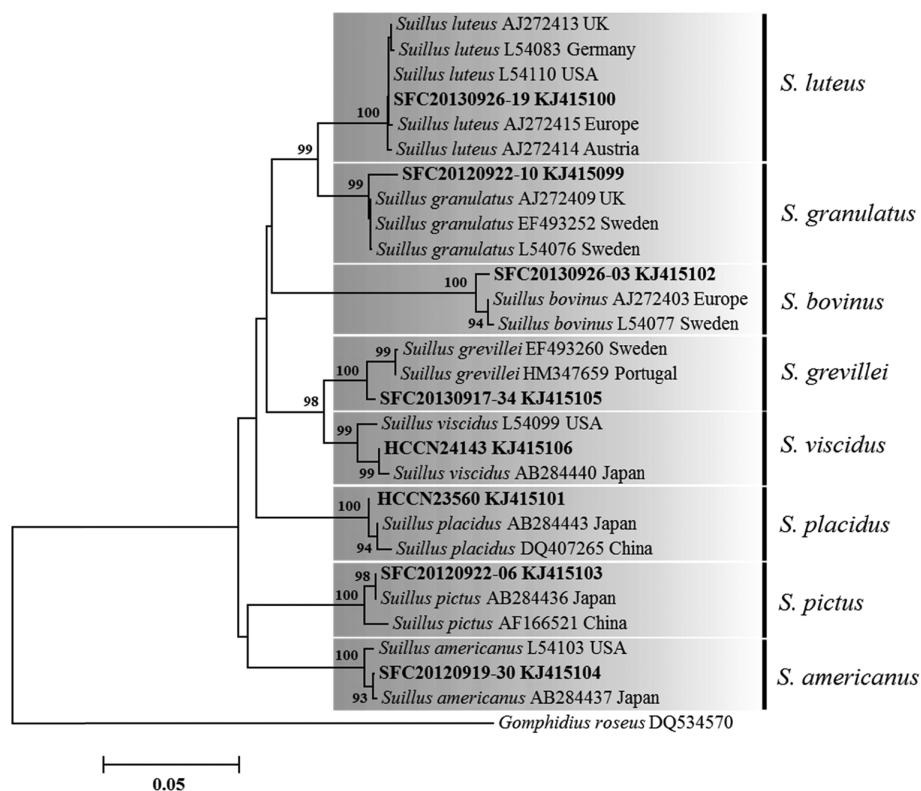 Suillus luteus AJ272413 UK
Suillus luteus L54083 Germany
Suillus luteus L54110 USA
SFC20130926-19 KJ415100
100
Suillus luteus AJ272415 Europe
Suillus luteus AJ272414 Austria
S. luteus
99
SFC20120922-10 KJ415099
99
Suillus granulatus AJ272409 UK
Suillus granulatus EF493252 Sweden
Suillus granulatus L54076 Sweden
S. granulatus
SFC20130926-03 KJ415102
100
Suillus bovinus AJ272403 Europe
94
Suillus bovinus L54077 Sweden
S. bovinus
99
Suillus grevillei EF493260 Sweden
Suillus grevillei HM347659 Portugal
100
SFC20130917-34 KJ415105
S. grevillei
98
Suillus viscidus L54099 USA
99
HCCN24143 KJ415106
99
Suillus viscidus AB284440 Japan
S. viscidus
HCCN23560 KJ415101
100
Suillus placidus AB284443 Japan
94
Suillus placidus DQ407265 China
S. placidus
98
SFC20120922-06 KJ415103
100
Suillus pictus AB284436 Japan
Suillus pictus AF166521 China
S. pictus
100
Suillus americanus L54103 USA
SFC20120919-30 KJ415104
93
Suillus americanus AB284437 Japan
S. americanus
Gomphidius roseus DQ534570
0.05